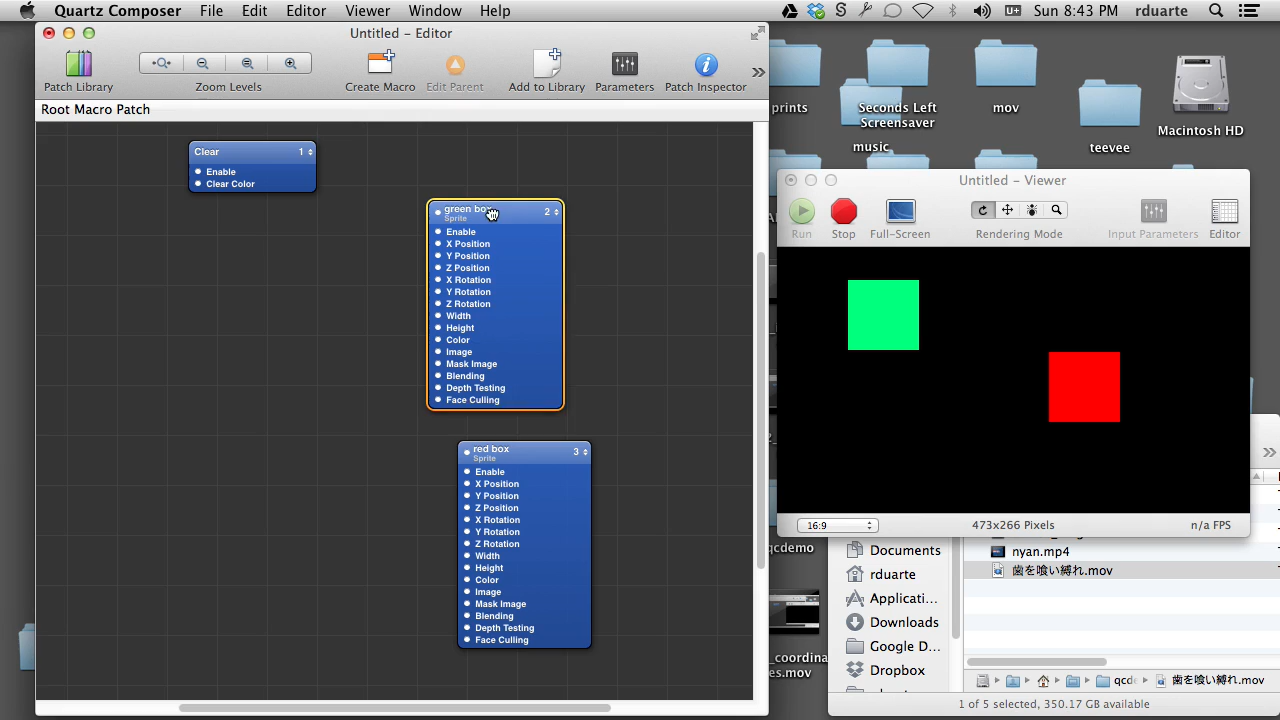 Quartz Composer File Edit Editor Viewer Window Help
Sun 8:43 PM rduarte
Untitled – Editor
Patch Library
Zoom Levels
Create Macro
Edit Parent
Add to Library
Parameters
Patch Inspector
Root Macro Patch
Clear 1
Enable
Clear Color
green box 2
Sprite
Enable
X Position
Y Position
Z Position
X Rotation
Y Rotation
Z Rotation
Width
Height
Color
Image
Mask Image
Blending
Depth Testing
Face Culling
red box 3
Sprite
Enable
X Position
Y Position
Z Position
X Rotation
Y Rotation
Z Rotation
Width
Height
Color
Image
Mask Image
Blending
Depth Testing
Face Culling
prints
Seconds Left
Screensaver
music
mov
teevee
Macintosh HD
Untitled – Viewer
Run
Stop
Full-Screen
Rendering Mode
Input Parameters
Editor
16:9
473x266 Pixels
n/a FPS
qcdemo
_coordina
es.mov
Documents
rduarte
Applicati...
Downloads
Google D...
Dropbox
nyan.mp4
歯を喰い縛れ.mov
qcde
歯を喰い縛れ.mov
1 of 5 selected, 350.17 GB available